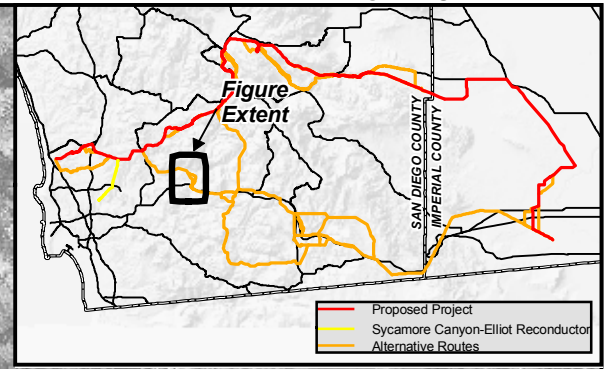 Figure
Extent
SAN DIEGO COUNTY
IMPERIAL COUNTY
Proposed Project
Sycamore Canyon-Elliot Reconductor
Alternative Routes